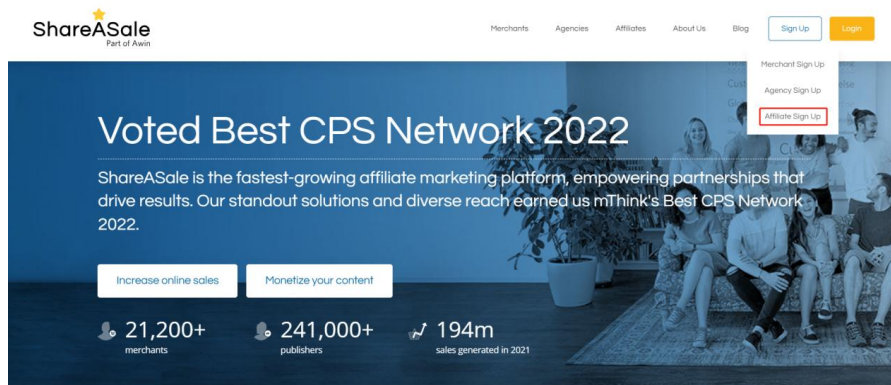 ShareASale
Part of Awin
Merchants Agencies Affiliates About Us Blog Sign Up Login
Merchant Sign Up
Agency Sign Up
Affiliate Sign Up
Voted Best CPS Network 2022
ShareASale is the fastest-growing affiliate marketing platform, empowering partnerships that
drive results. Our standout solutions and diverse reach earned us mThink's Best CPS Network
2022.
Increase online sales Monetize your content
21,200+ 241,000+ 194m
merchants publishers sales generated in 2021